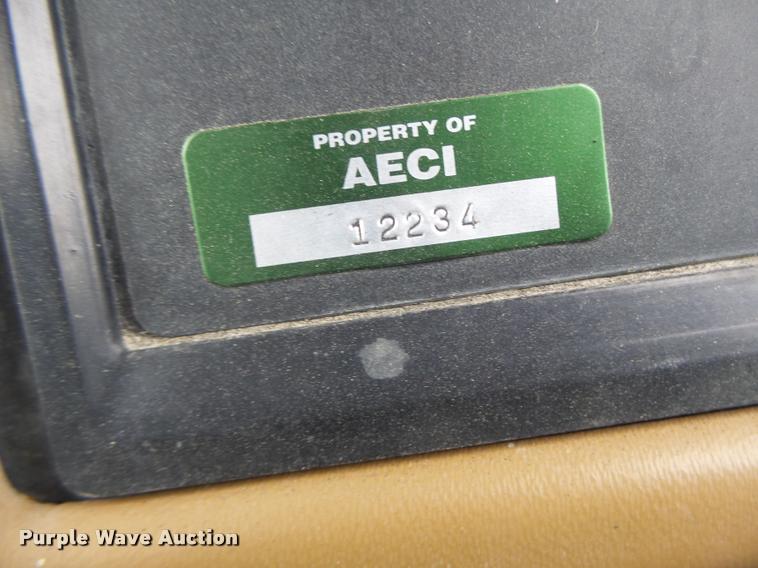 PROPERTY OF
AECI
12234
Purple Wave Auction